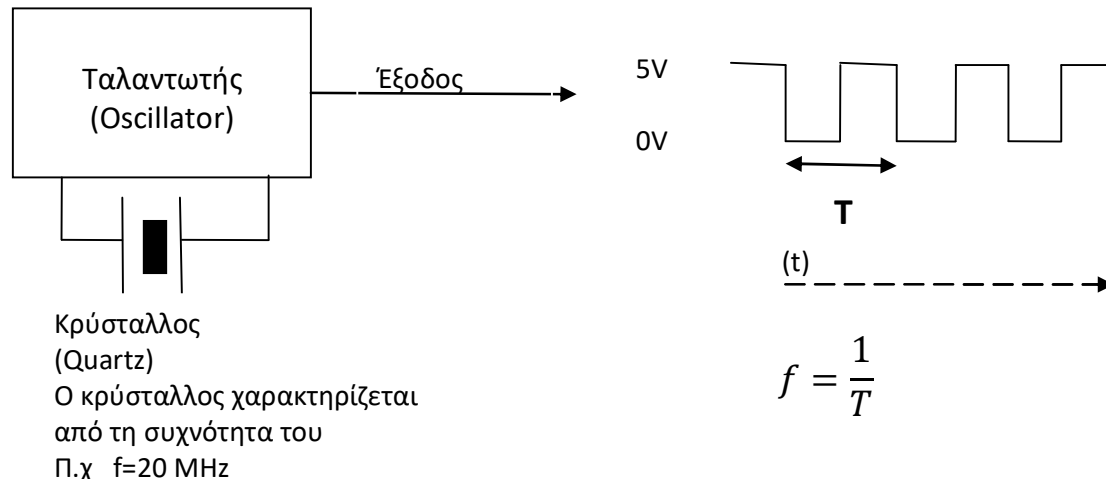 Ταλαντωτής
(Oscillator)
Έξοδος
Κρύσταλλος
(Quartz)
Ο κρύσταλλος χαρακτηρίζεται
από τη συχνότητα του
Π.χ f=20 MHz
5V
0V
T
(t)
f = 1/T